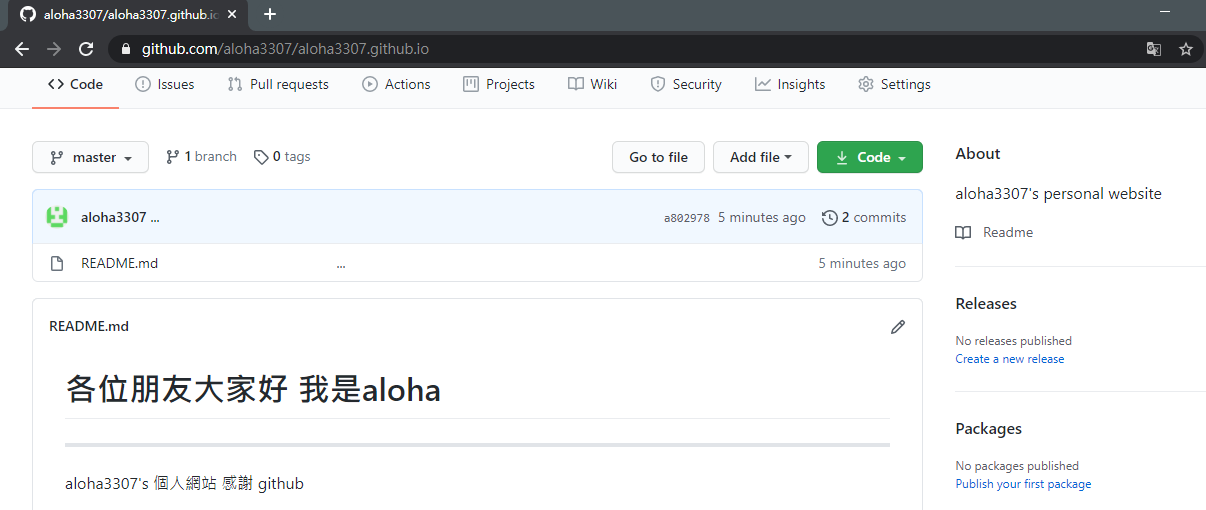 aloha3307/aloha3307.github.io
github.com/aloha3307/aloha3307.github.io
Code Issues Pull requests Actions Projects Wiki Security Insights Settings
master 1 branch 0 tags Go to file Add file Code
aloha3307 ... a802978 5 minutes ago 2 commits
README.md ... 5 minutes ago
README.md
各位朋友大家好 我是aloha
aloha3307's 個人網站 感謝 github
About
aloha3307's personal website
Readme
Releases
No releases published
Create a new release
Packages
No packages published
Publish your first package